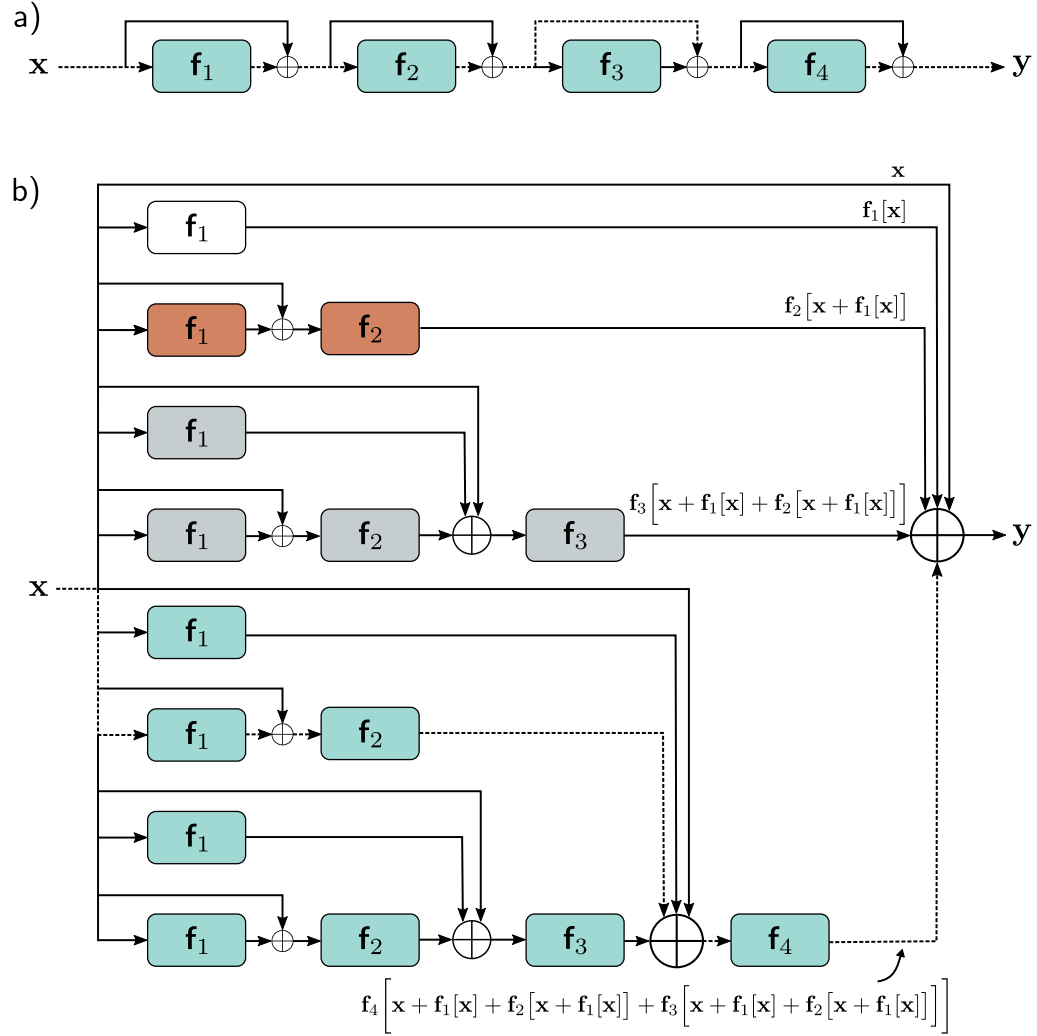 a)
x f₁ f₂ f₃ f₄ y
b)
x
f₁ f₁[x]
f₁ f₂ f₂[x + f₁[x]]
f₁
f₁ f₂ f₃ f₃[x + f₁[x] + f₂[x + f₁[x]]] y
x
f₁
f₁ f₂
f₁
f₁ f₂ f₃ f₄
f₄[x + f₁[x] + f₂[x + f₁[x]] + f₃[x + f₁[x] + f₂[x + f₁[x]]]]